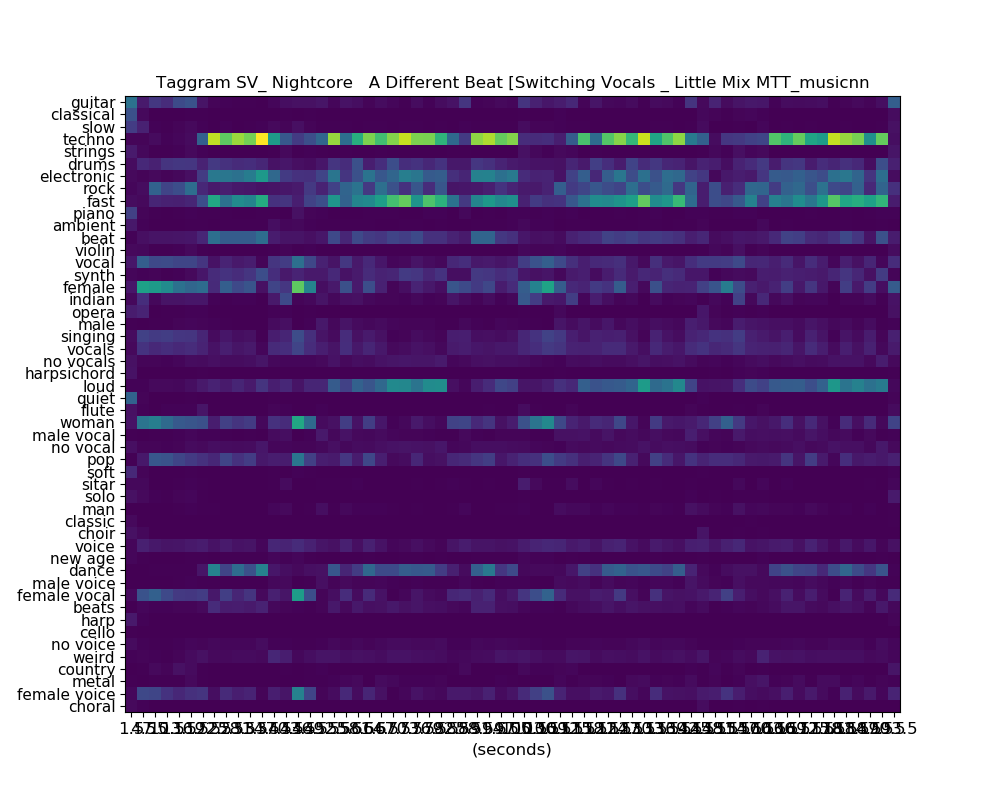 Taggram SV_ Nightcore   A Different Beat [Switching Vocals _ Little Mix MTT_musicnn
guitar
classical
slow
techno
strings
drums
electronic
rock
fast
piano
ambient
beat
violin
vocal
synth
female
indian
opera
male
singing
vocals
no vocals
harpsichord
loud
quiet
flute
woman
male vocal
no vocal
pop
soft
sitar
solo
man
classic
choir
voice
new age
dance
male voice
female vocal
beats
harp
cello
no voice
weird
country
metal
female voice
choral
(seconds)